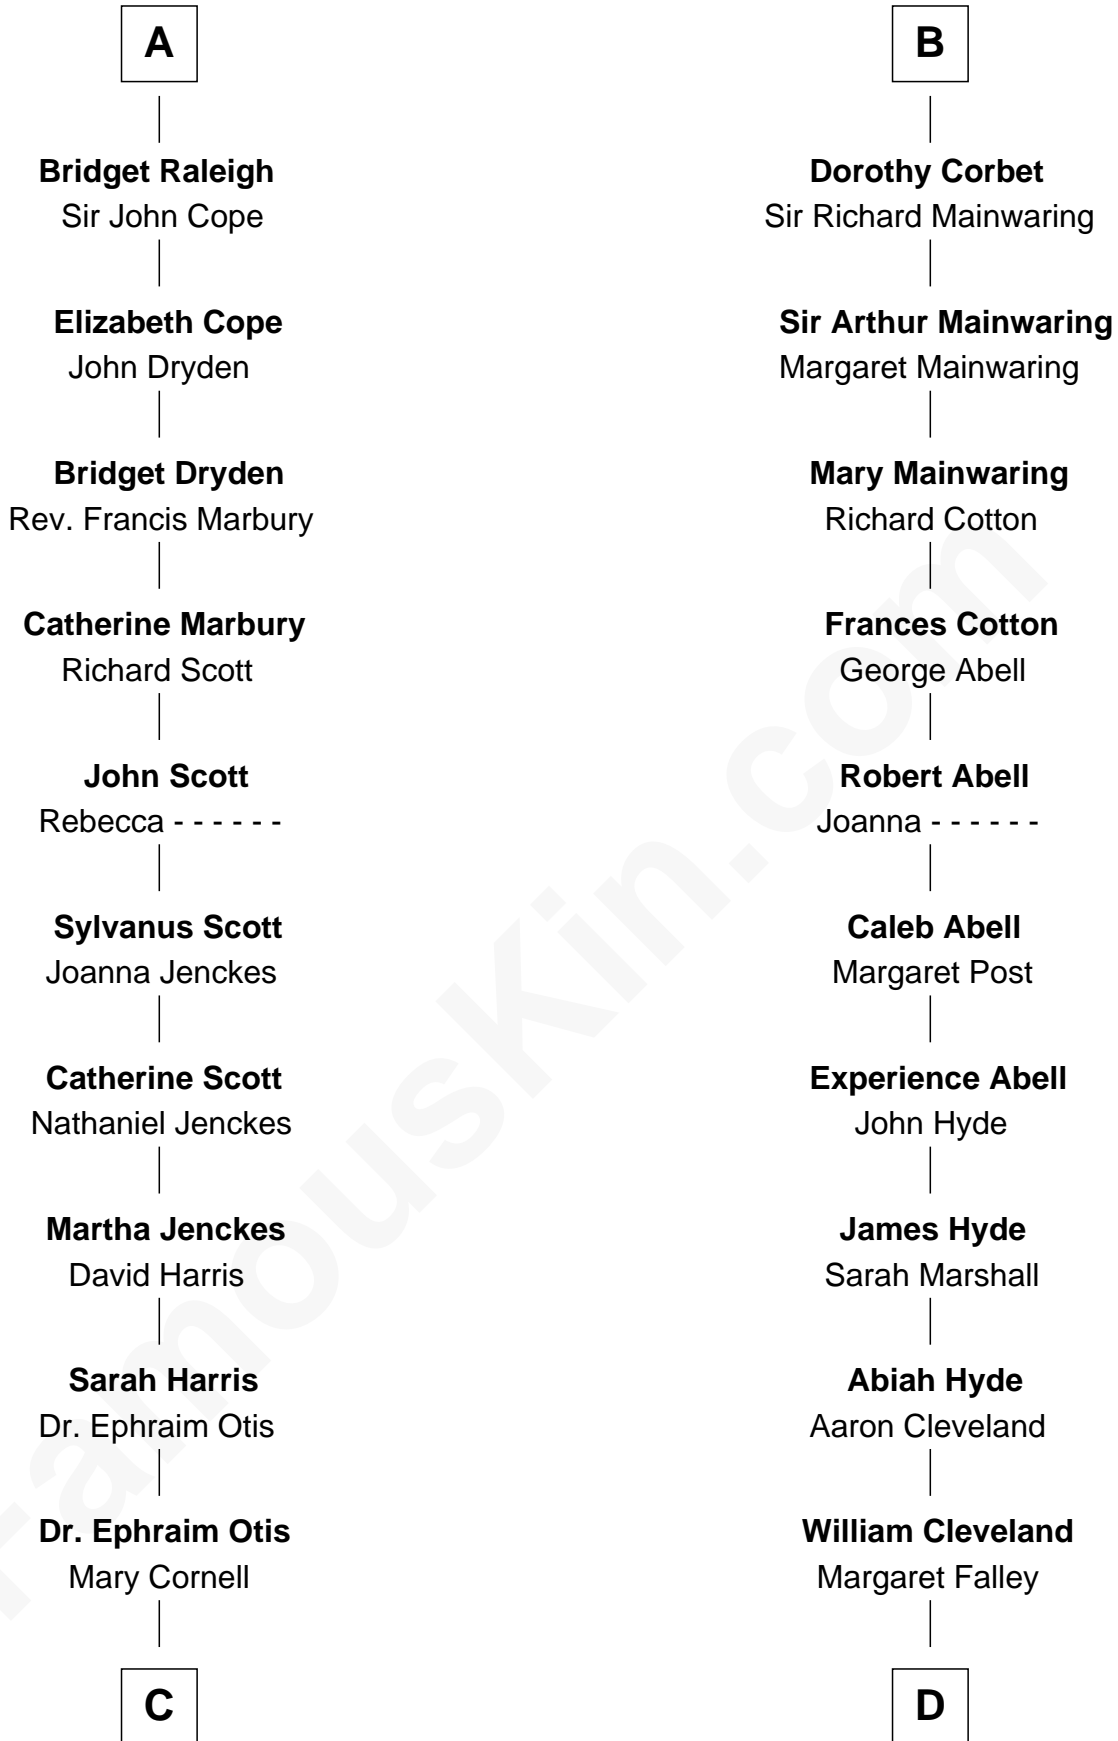 A
Bridget Raleigh
Sir John Cope
Elizabeth Cope
John Dryden
Bridget Dryden
Rev. Francis Marbury
Catherine Marbury
Richard Scott
John Scott
Rebecca - - - - - -
Sylvanus Scott
Joanna Jenckes
Catherine Scott
Nathaniel Jenckes
Martha Jenckes
David Harris
Sarah Harris
Dr. Ephraim Otis
Dr. Ephraim Otis
Mary Cornell
C
B
Dorothy Corbet
Sir Richard Mainwaring
Sir Arthur Mainwaring
Margaret Mainwaring
Mary Mainwaring
Richard Cotton
Frances Cotton
George Abell
Robert Abell
Joanna - - - - - -
Caleb Abell
Margaret Post
Experience Abell
John Hyde
James Hyde
Sarah Marshall
Abiah Hyde
Aaron Cleveland
William Cleveland
Margaret Falley
D
FamousKin.com